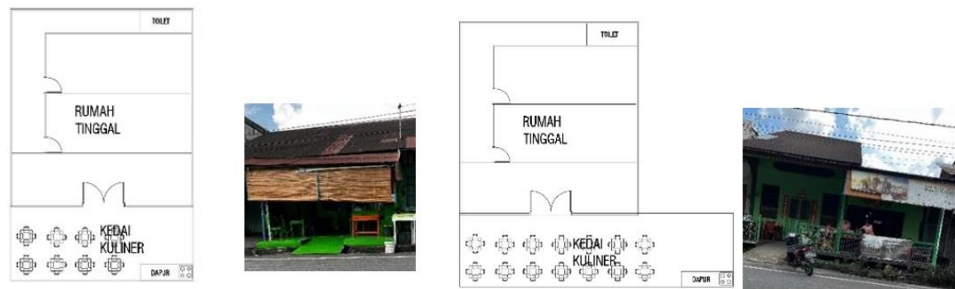 TOILET
RUMAH
TINGGAL
KEDAI
KULINER
DAPUR
TOILET
RUMAH
TINGGAL
KEDAI
KULINER
DAPUR